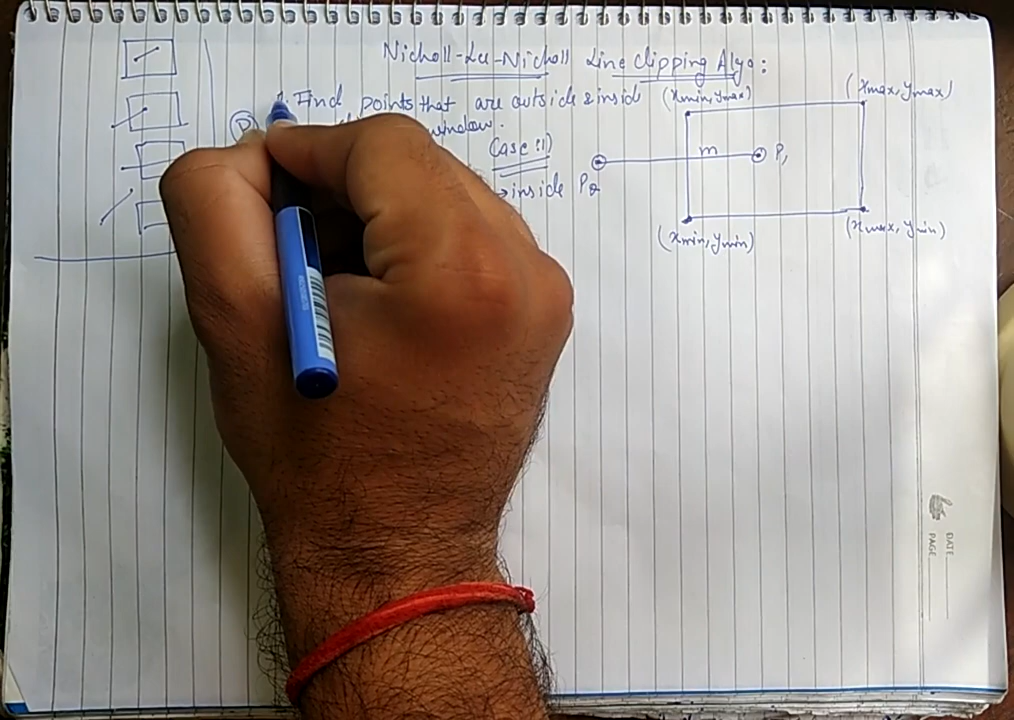 Nicholl-Lee-Nicholl Line Clipping Algo:
Find points that are outside & inside
window.
Case:1)
→inside P2
(xmin, ymax)
(xmax, ymax)
m
P1
(xmin, ymin)
(xmax, ymin)
DATE
PAGE